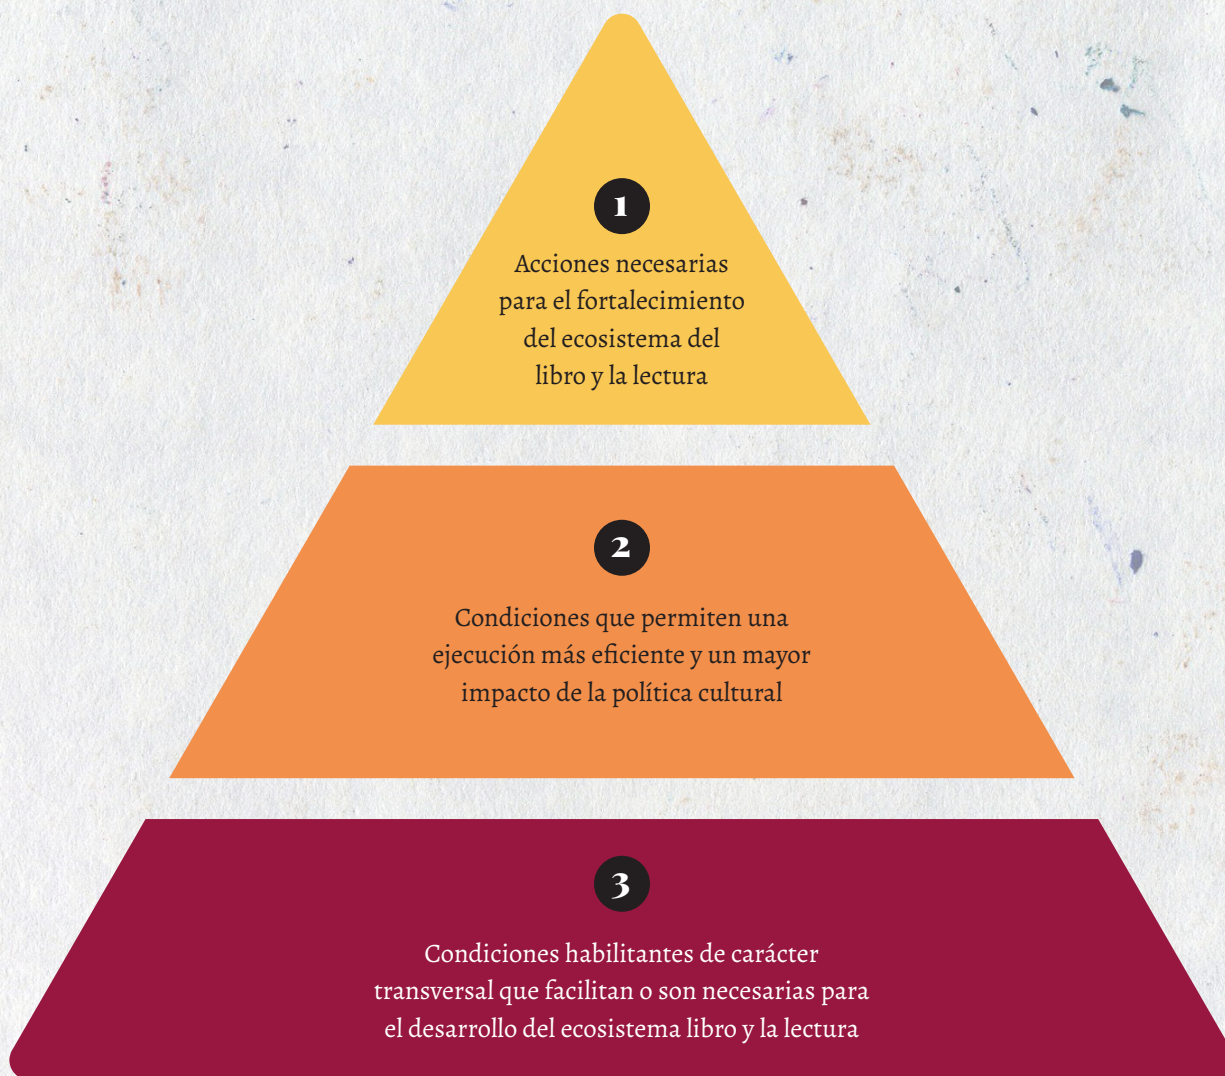 1
Acciones necesarias
para el fortalecimiento
del ecosistema del
libro y la lectura
2
Condiciones que permiten una
ejecución más eficiente y un mayor
impacto de la política cultural
3
Condiciones habilitantes de carácter
transversal que facilitan o son necesarias para
el desarrollo del ecosistema libro y la lectura